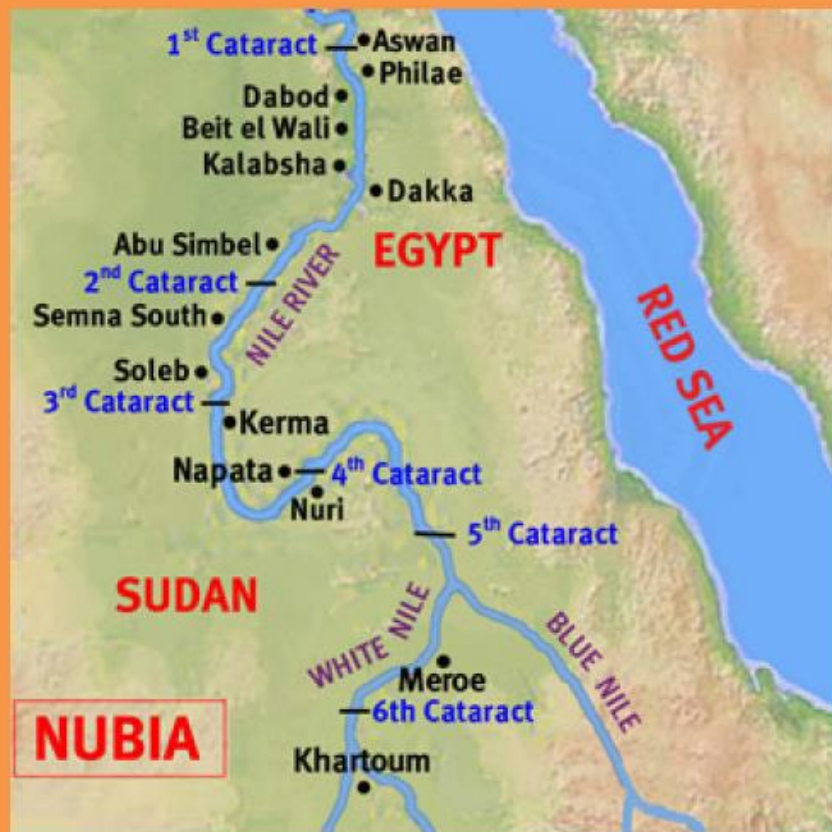 1st Cataract
Aswan
Philae
Dabod
Beit el Wali
Kalabsha
Dakka
Abu Simbel
EGYPT
2nd Cataract
NILE RIVER
Semna South
RED SEA
Soleb
3rd Cataract
Kerma
Napata
4th Cataract
Nuri
5th Cataract
SUDAN
WHITE NILE
BLUE NILE
Meroe
6th Cataract
NUBIA
Khartoum